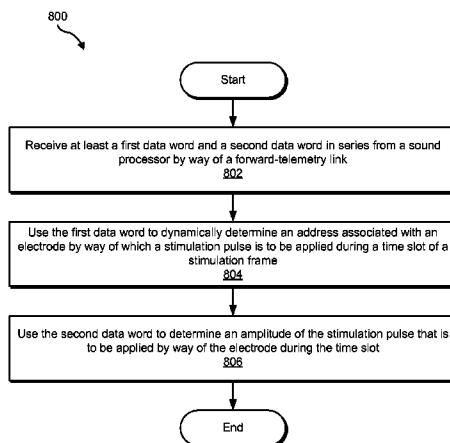 800
Start
Receive at least a first data word and a second data word in series from a sound
processor by way of a forward-telemetry link
802
Use the first data word to dynamically determine an address associated with an
electrode by way of which a stimulation pulse is to be applied during a time slot of a
stimulation frame
804
Use the second data word to determine an amplitude of the stimulation pulse that is
to be applied by way of the electrode during the time slot
806
End